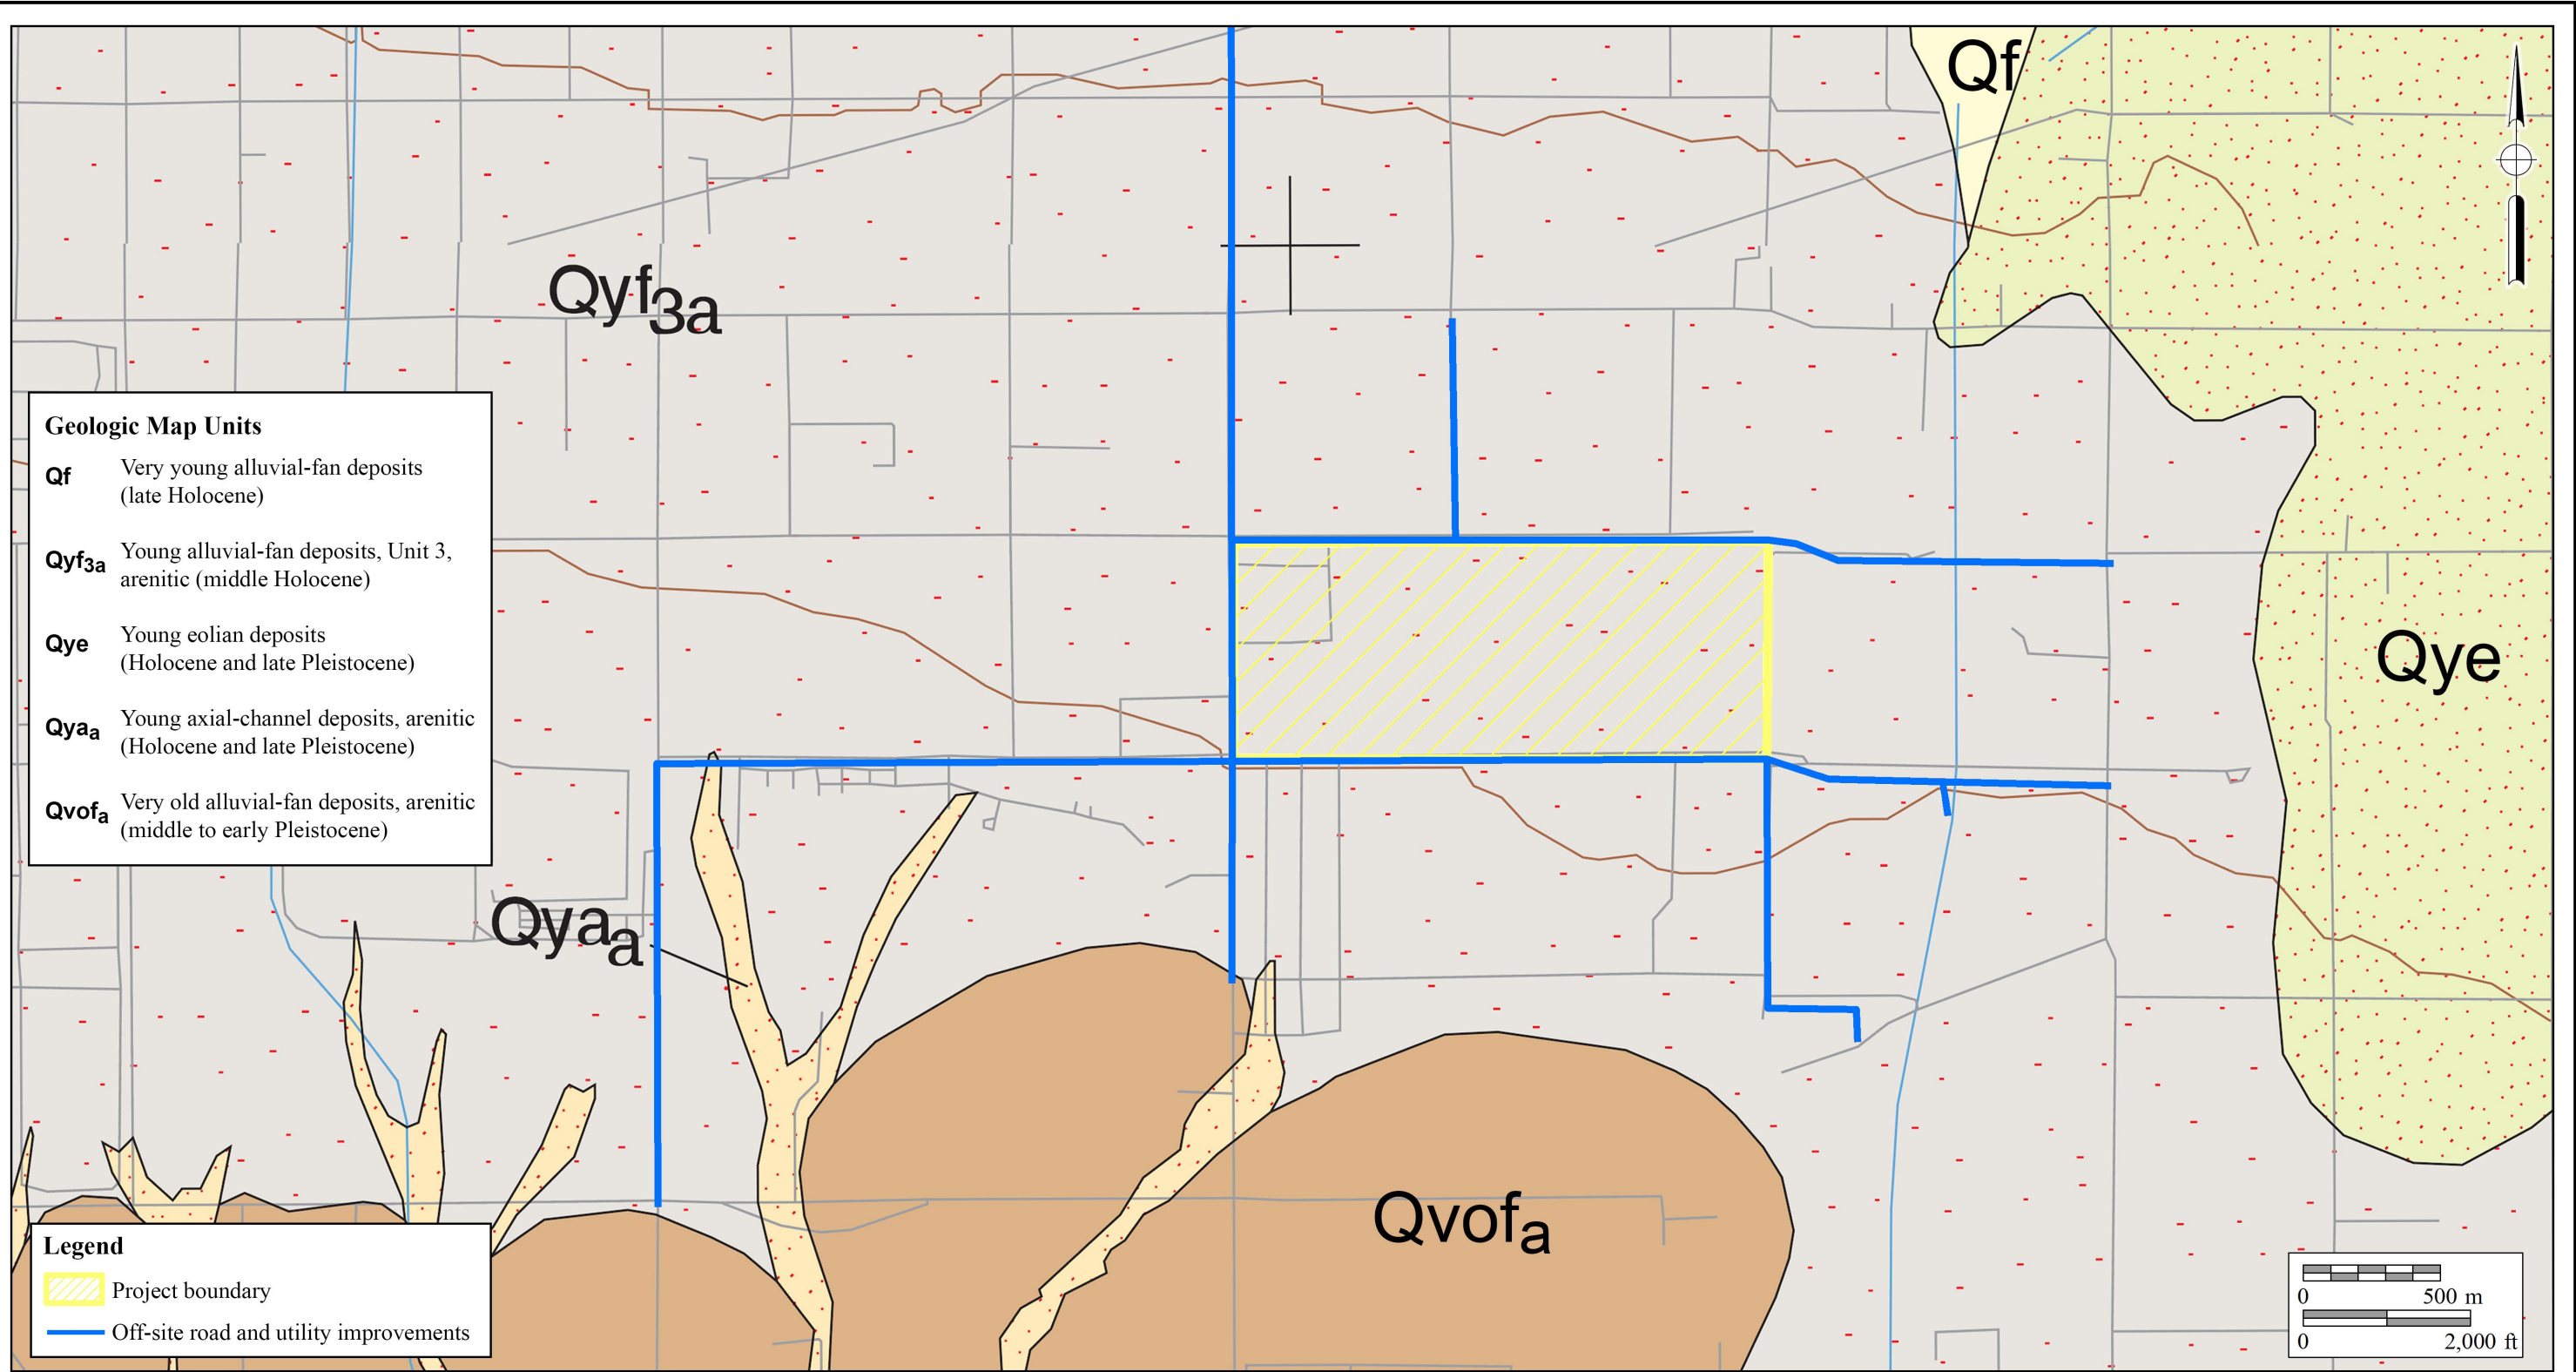 Qf
Qyf3a
Geologic Map Units
Qf Very young alluvial-fan deposits
(late Holocene)
Qyf3a Young alluvial-fan deposits, Unit 3,
arenitic (middle Holocene)
Qye Young eolian deposits
(Holocene and late Pleistocene)
Qyaa Young axial-channel deposits, arenitic
(Holocene and late Pleistocene)
Qvofa Very old alluvial-fan deposits, arenitic
(middle to early Pleistocene)
Qye
Qyaa
Qvofa
Legend
Project boundary
Off-site road and utility improvements
0 500 m
0 2,000 ft